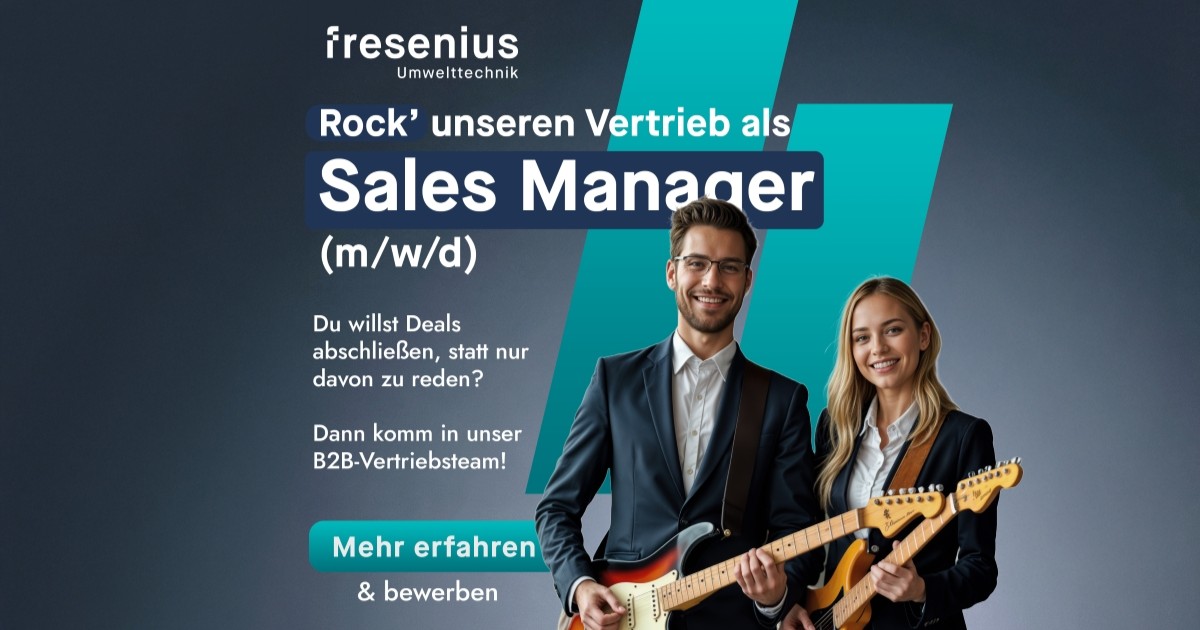 fresenius
Umwelttechnik
Rock’ unseren Vertrieb als
Sales Manager
(m/w/d)
Du willst Deals
abschließen, statt nur
davon zu reden?
Dann komm in unser
B2B-Vertriebsteam!
Mehr erfahren
& bewerben